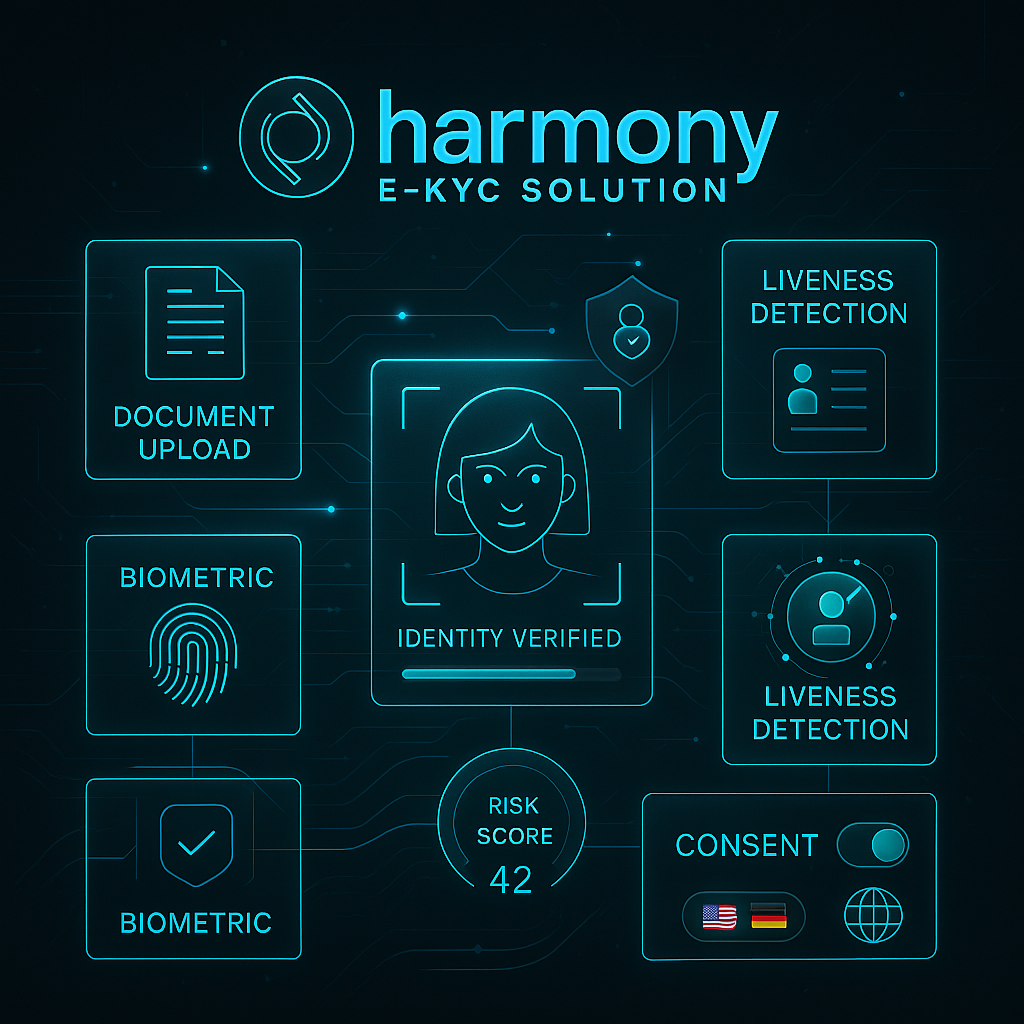 harmony
E-KYC SOLUTION
DOCUMENT
UPLOAD
LIVENESS
DETECTION
IDENTITY VERIFIED
BIOMETRIC
LIVENESS
DETECTION
BIOMETRIC
RISK
SCORE
42
CONSENT